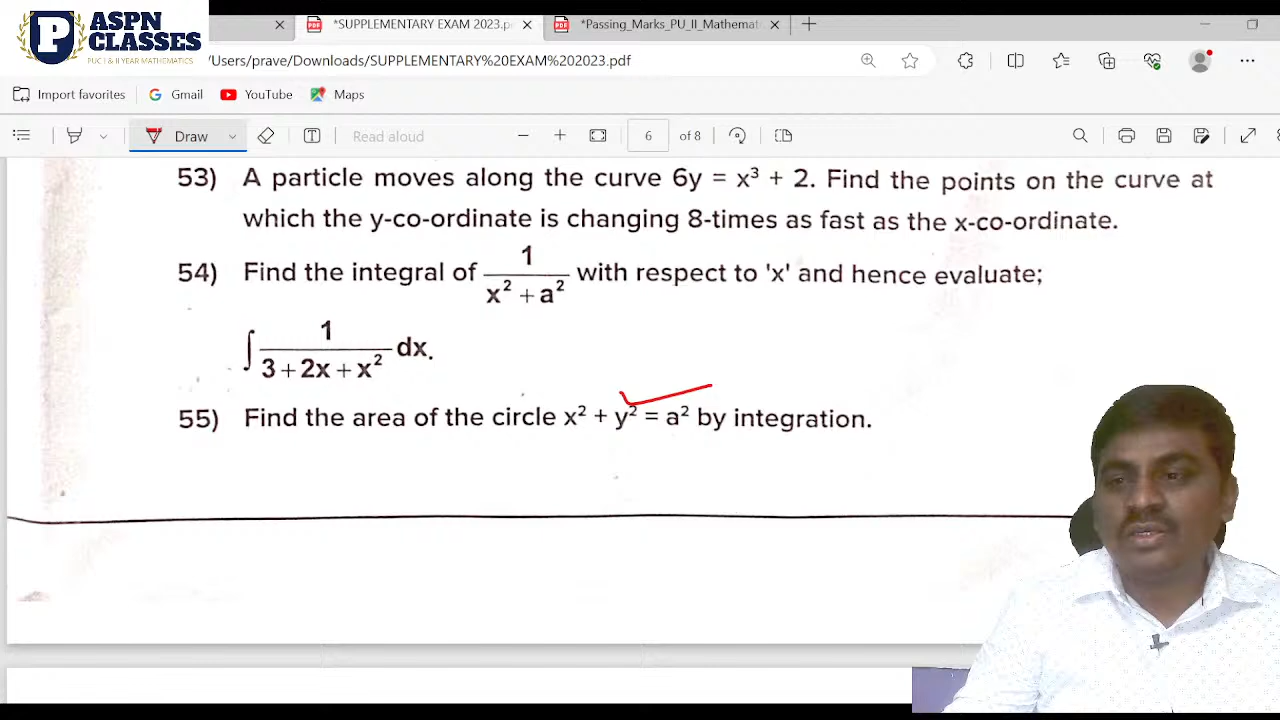 ASPN
CLASSES
PUC I & II YEAR MATHEMATICS
*SUPPLEMENTARY EXAM 2023.p
*Passing_Marks_PU_II_Mathemat
/Users/prave/Downloads/SUPPLEMENTARY%20EXAM%202023.pdf
Import favorites Gmail YouTube Maps
Draw Read aloud 6 of 8
53) A particle moves along the curve 6y = x³ + 2. Find the points on the curve at
which the y-co-ordinate is changing 8-times as fast as the x-co-ordinate.
54) Find the integral of 1/(x² + a²) with respect to 'x' and hence evaluate;
∫ 1/(3 + 2x + x²) dx.
55) Find the area of the circle x² + y² = a² by integration.